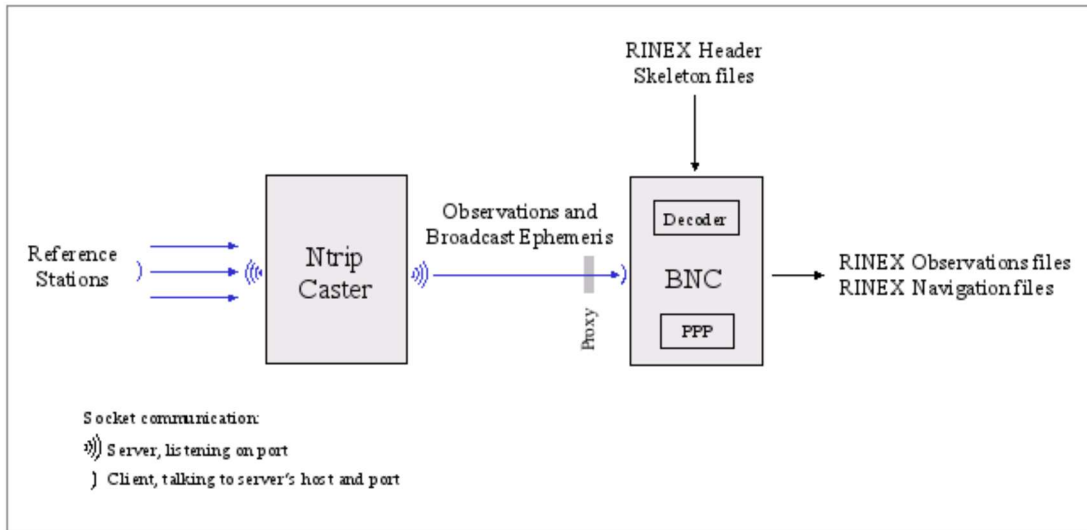 RINEX Header
Skeleton files
Reference
Stations
Ntrip
Caster
Observations and
Broadcast Ephemeris
Proxy
Decoder
BNC
PPP
RINEX Observations files
RINEX Navigation files
Socket communication:
Server, listening on port
Client, talking to server's host and port